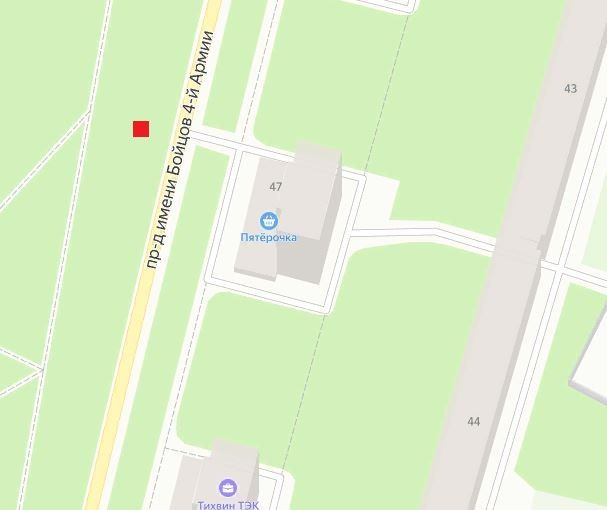 пр-д имени Бойцов 4-й Армии
43
47
Пятёрочка
44
Тихвин ТЭК